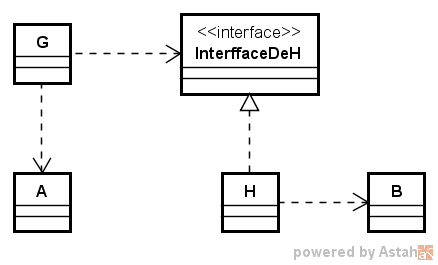 G
<<interface>>
InterffaceDeH
A
H
B
powered by Astah